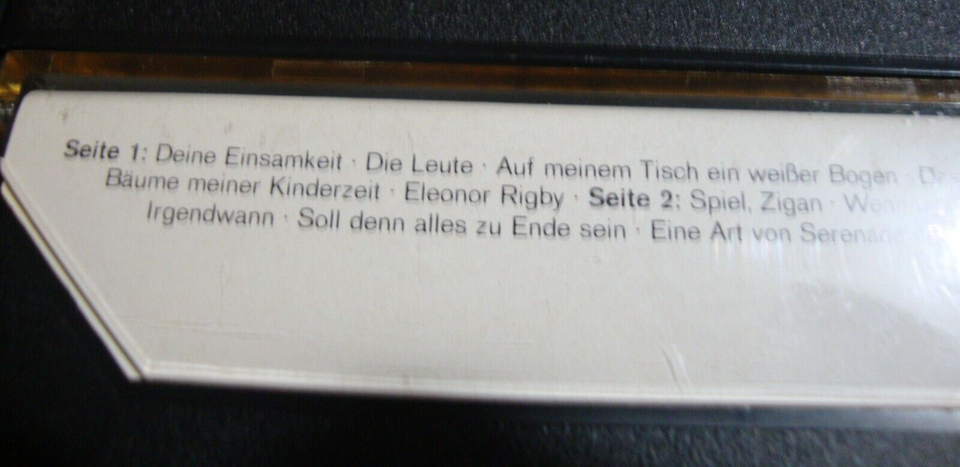 Seite 1: Deine Einsamkeit · Die Leute · Auf meinem Tisch ein weißer Bogen ·
Bäume meiner Kinderzeit · Eleonor Rigby · Seite 2: Spiel, Zigan ·
Irgendwann · Soll denn alles zu Ende sein · Eine Art von